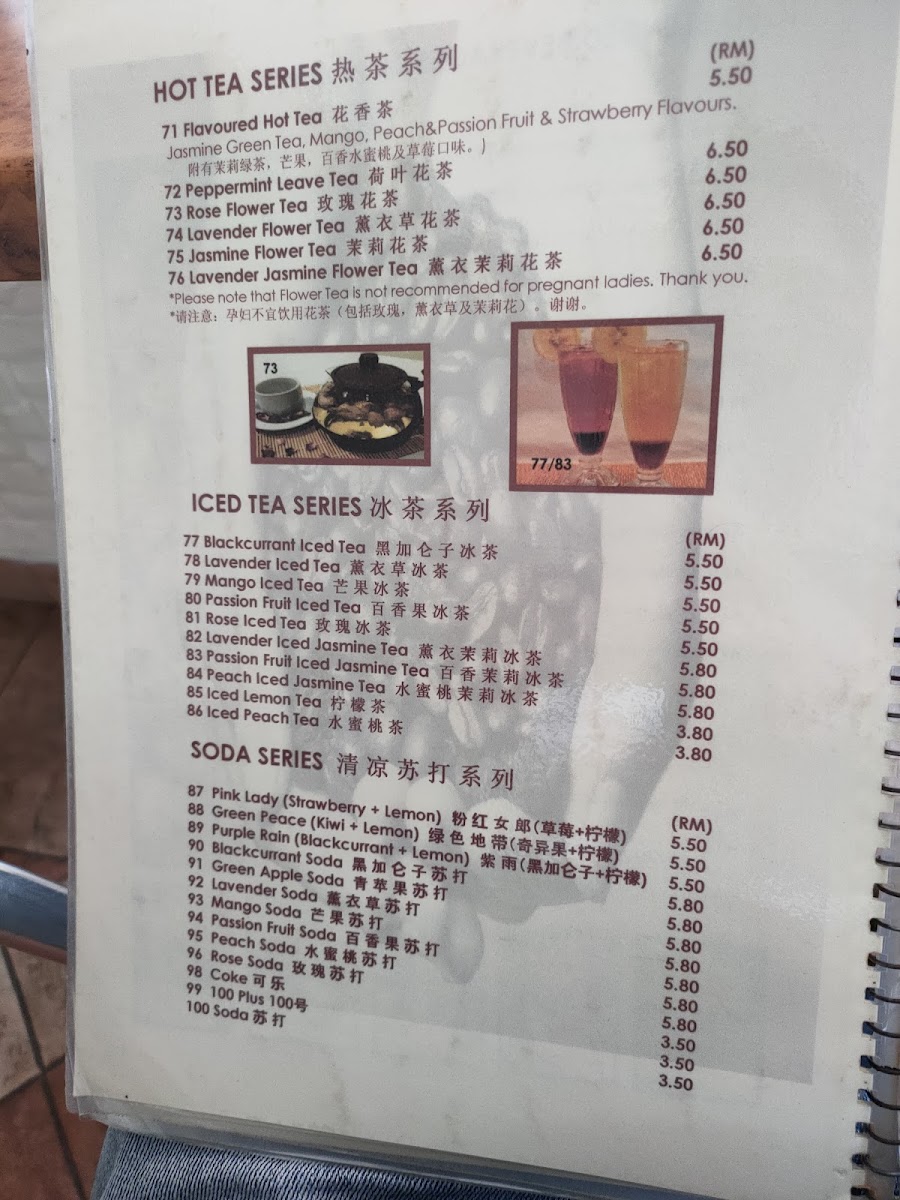 HOT TEA SERIES 热茶系列 (RM)
71 Flavoured Hot Tea 花香茶 5.50
Jasmine Green Tea, Mango, Peach&Passion Fruit & Strawberry Flavours.
附有茉莉绿茶，芒果，百香水蜜桃及草莓口味。)
72 Peppermint Leave Tea 荷叶花茶 6.50
73 Rose Flower Tea 玫瑰花茶 6.50
74 Lavender Flower Tea 薰衣草花茶 6.50
75 Jasmine Flower Tea 茉莉花茶 6.50
76 Lavender Jasmine Flower Tea 薰衣茉莉花茶 6.50
*Please note that Flower Tea is not recommended for pregnant ladies. Thank you.
*请注意：孕妇不宜饮用花茶（包括玫瑰，薰衣草及茉莉花）。谢谢。
73
77/83
ICED TEA SERIES 冰茶系列 (RM)
77 Blackcurrant Iced Tea 黑加仑子冰茶 5.50
78 Lavender Iced Tea 薰衣草冰茶 5.50
79 Mango Iced Tea 芒果冰茶 5.50
80 Passion Fruit Iced Tea 百香果冰茶 5.50
81 Rose Iced Tea 玫瑰冰茶 5.50
82 Lavender Iced Jasmine Tea 薰衣茉莉冰茶 5.80
83 Passion Fruit Iced Jasmine Tea 百香茉莉冰茶 5.80
84 Peach Iced Jasmine Tea 水蜜桃茉莉冰茶 5.80
85 Iced Lemon Tea 柠檬茶 3.80
86 Iced Peach Tea 水蜜桃茶 3.80
SODA SERIES 清凉苏打系列 (RM)
87 Pink Lady (Strawberry + Lemon) 粉红女郎(草莓+柠檬) 5.50
88 Green Peace (Kiwi + Lemon) 绿色地带(奇异果+柠檬) 5.50
89 Purple Rain (Blackcurrant + Lemon) 紫雨(黑加仑子+柠檬) 5.50
90 Blackcurrant Soda 黑加仑子苏打 5.80
91 Green Apple Soda 青苹果苏打 5.80
92 Lavender Soda 薰衣草苏打 5.80
93 Mango Soda 芒果苏打 5.80
94 Passion Fruit Soda 百香果苏打 5.80
95 Peach Soda 水蜜桃苏打 5.80
96 Rose Soda 玫瑰苏打 5.80
98 Coke 可乐 3.50
99 100 Plus 100号 3.50
100 Soda 苏打 3.50